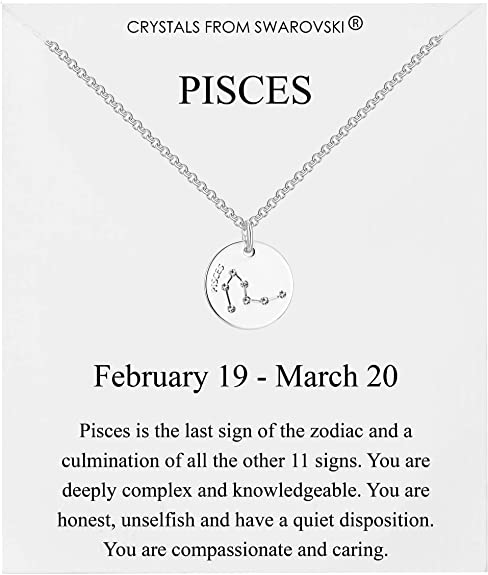 CRYSTALS FROM SWAROVSKI®
PISCES
PISCES
February 19 - March 20
Pisces is the last sign of the zodiac and a
culmination of all the other 11 signs. You are
deeply complex and knowledgeable. You are
honest, unselfish and have a quiet disposition.
You are compassionate and caring.